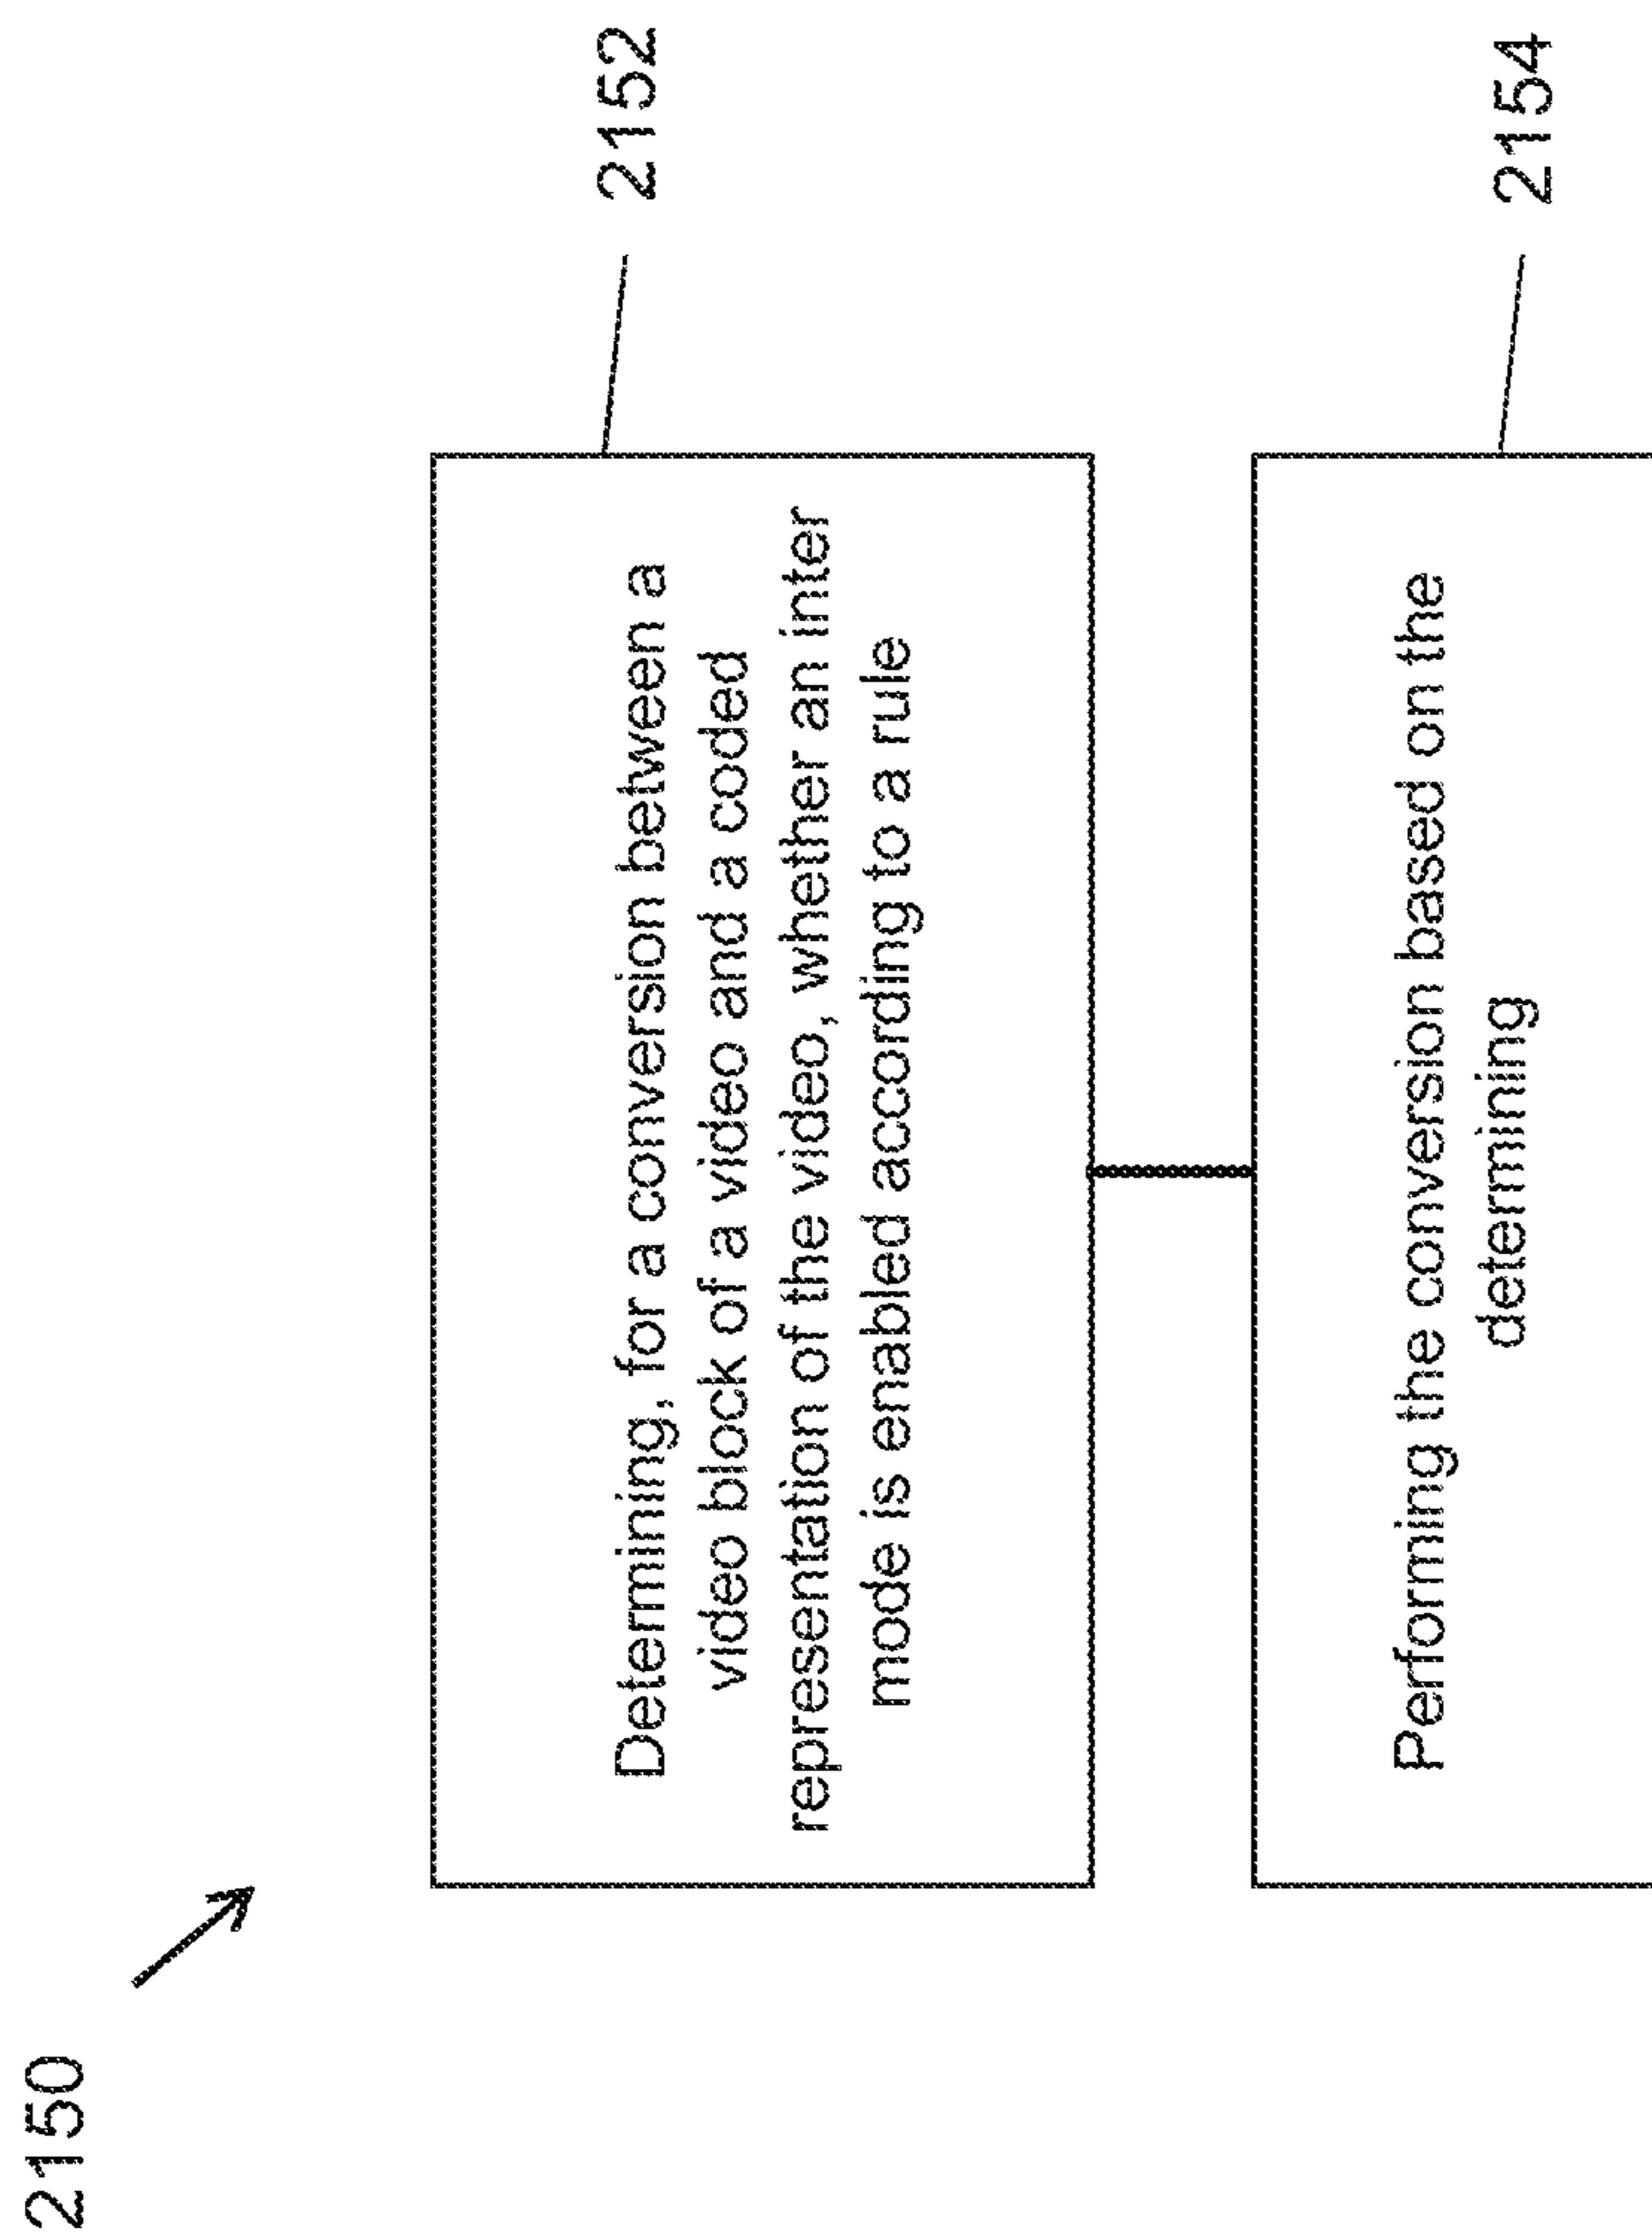 2150
2152
Determining, for a conversion between a
video block of a video and a coded
representation of the video, whether an inter
mode is enabled according to a rule
2154
Performing the conversion based on the
determining